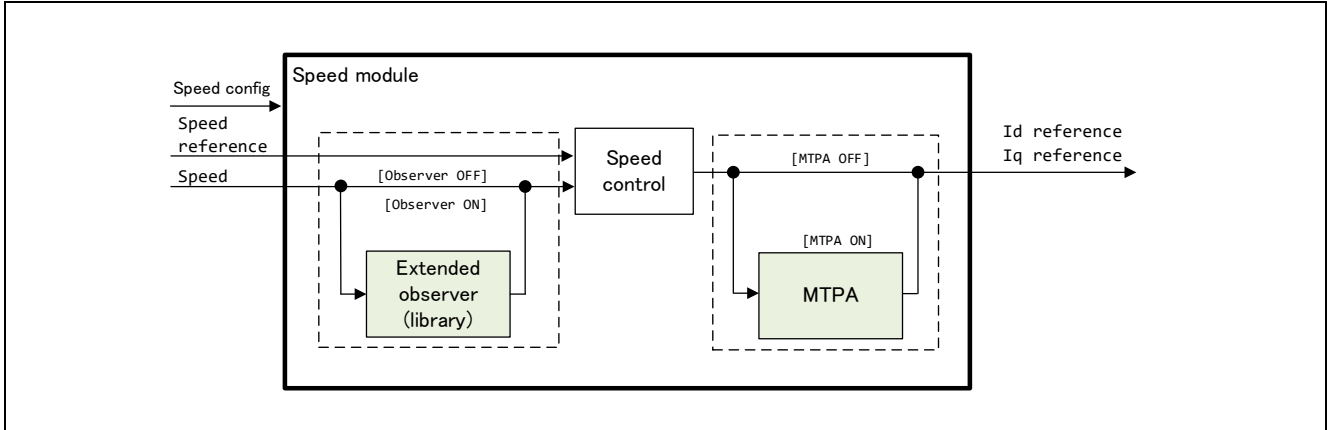 Speed module
Speed config
Speed
reference
Speed
[Observer OFF]
[Observer ON]
Extended
observer
(library)
Speed
control
[MTPA OFF]
[MTPA ON]
MTPA
Id reference
Iq reference